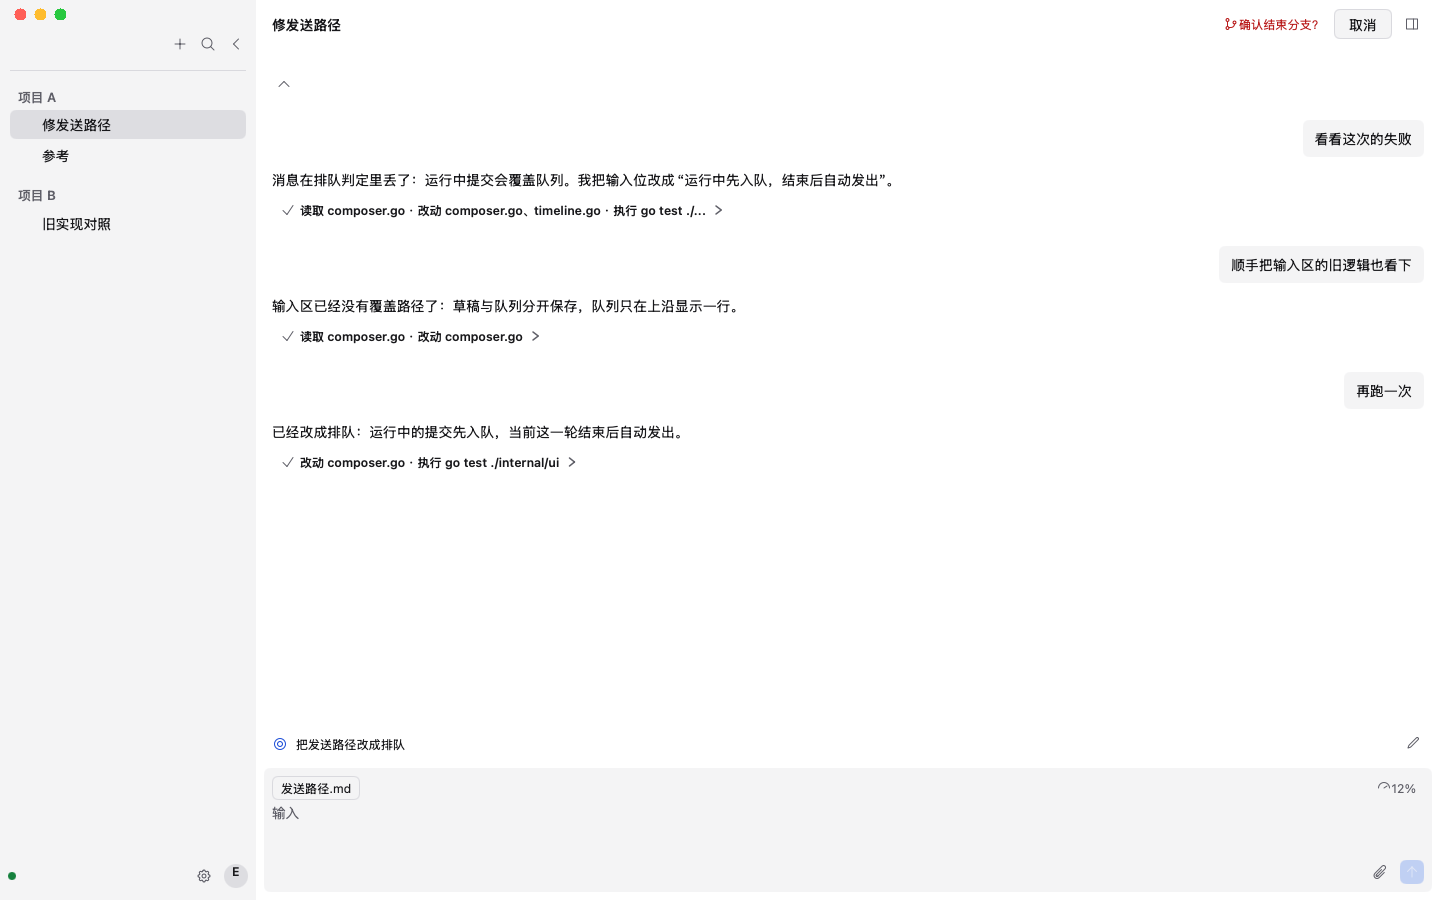 修发送路径
确认结束分支?
取消
项目 A
修发送路径
参考
项目 B
旧实现对照
看看这次的失败
消息在排队判定里丢了：运行中提交会覆盖队列。我把输入位改成“运行中先入队，结束后自动发出”。
读取 composer.go · 改动 composer.go、timeline.go · 执行 go test ./...
顺手把输入区的旧逻辑也看下
输入区已经没有覆盖路径了：草稿与队列分开保存，队列只在上沿显示一行。
读取 composer.go · 改动 composer.go
再跑一次
已经改成排队：运行中的提交先入队，当前这一轮结束后自动发出。
改动 composer.go · 执行 go test ./internal/ui
把发送路径改成排队
发送路径.md
12%
输入
E